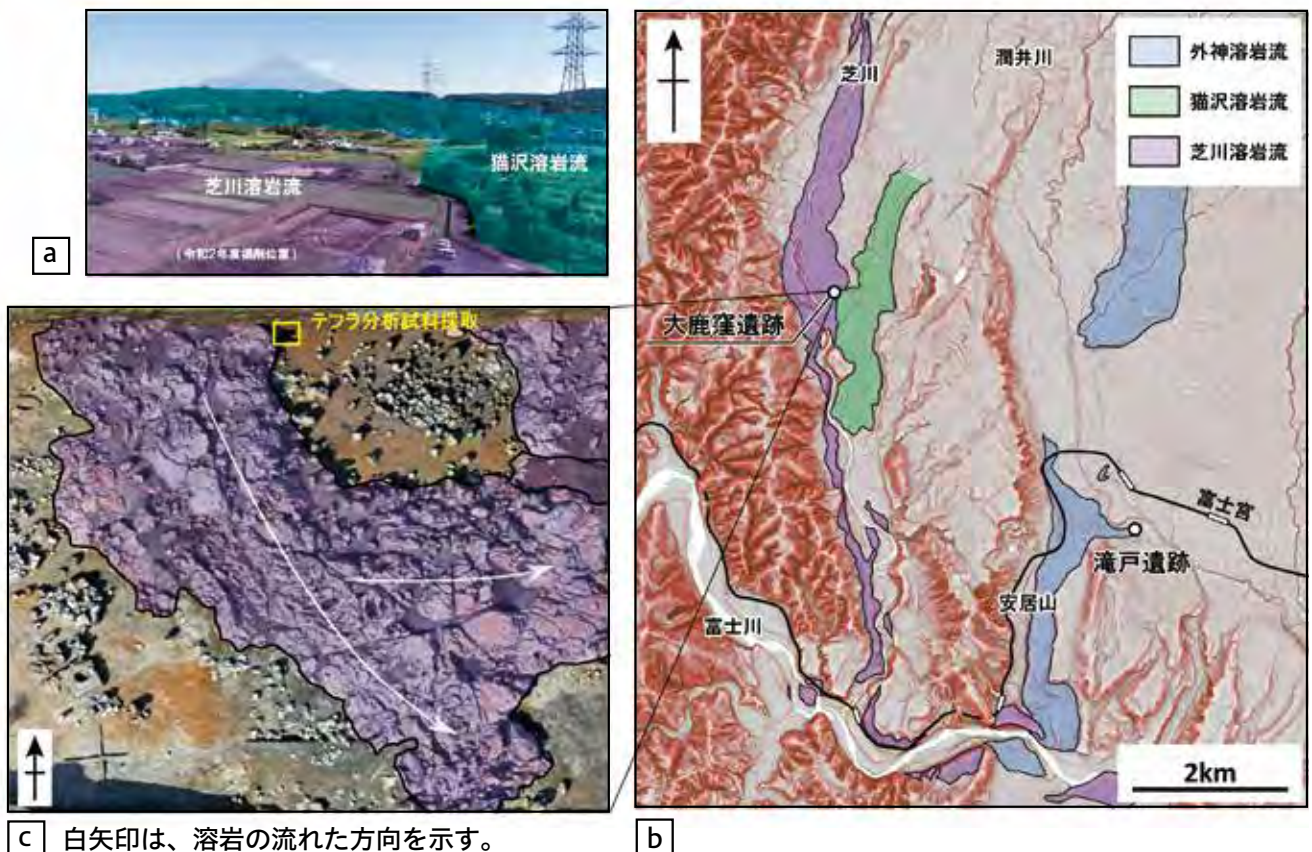 猫沢溶岩流
芝川溶岩流
(令和2年度掘削位置)
a
芝川
潤井川
外神溶岩流
猫沢溶岩流
芝川溶岩流
大鹿窪遺跡
富士宮
滝戸遺跡
安居山
富士川
2km
b
テフラ分析試料採取
c 白矢印は、溶岩の流れた方向を示す。